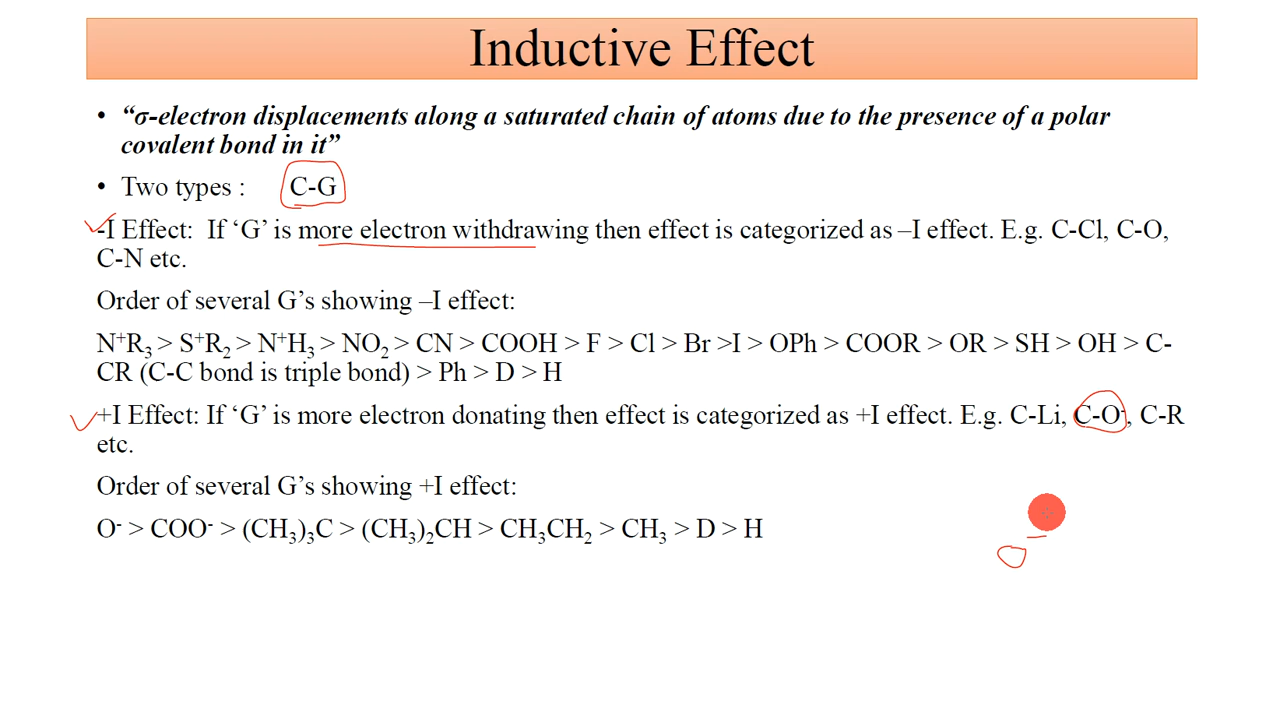 Inductive Effect
• “σ-electron displacements along a saturated chain of atoms due to the presence of a polar
covalent bond in it”
• Two types : C-G
-I Effect: If ‘G’ is more electron withdrawing then effect is categorized as –I effect. E.g. C-Cl, C-O,
C-N etc.
Order of several G’s showing –I effect:
N⁺R₃ > S⁺R₂ > N⁺H₃ > NO₂ > CN > COOH > F > Cl > Br >I > OPh > COOR > OR > SH > OH > C-
CR (C-C bond is triple bond) > Ph > D > H
+I Effect: If ‘G’ is more electron donating then effect is categorized as +I effect. E.g. C-Li, C-O⁻, C-R
etc.
Order of several G’s showing +I effect:
O⁻ > COO⁻ > (CH₃)₃C > (CH₃)₂CH > CH₃CH₂ > CH₃ > D > H